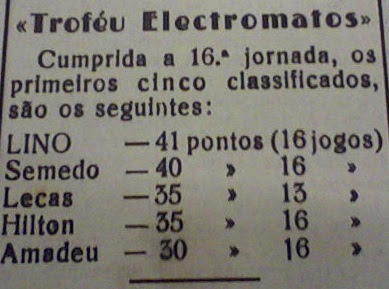 «Troféu Electromatos»
Cumprida a 16.ª jornada, os
primeiros cinco classificados,
são os seguintes:
LINO — 41 pontos (16 jogos)
Semedo — 40 » 16 »
Lecas — 35 » 13 »
Hilton — 35 » 16 »
Amadeu — 30 » 16 »